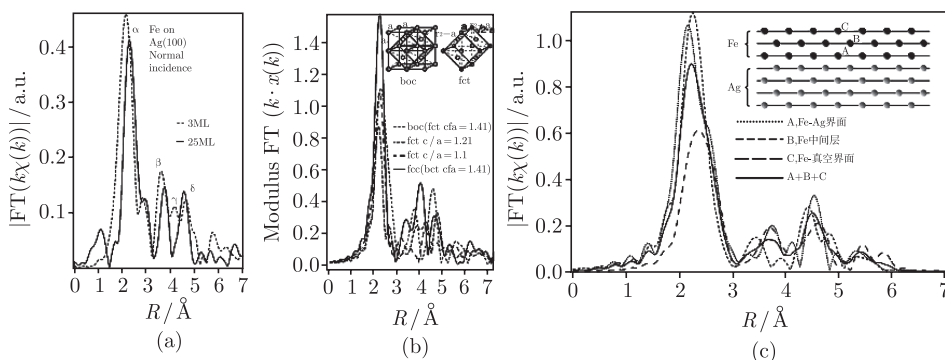 |FT(kχ(k))|/a.u.
0.4
0.3
0.2
0.1
α
Fe on
Ag(100)
Normal
incidence
3ML
25ML
β
γ
δ
0 1 2 3 4 5 6 7
R/Å
(a)
Modulus FT (k·x(k))
1.6
1.4
1.2
1.0
0.8
0.6
0.4
0.2
0.0
a
a
boc
fct
boc(fct cfa=1.41)
fct c/a=1.21
fct c/a=1.1
fcc(bct cfa=1.41)
0 1 2 3 4 5 6 7
R/Å
(b)
|FT(kχ(k))|/a.u.
1.0
0.8
0.6
0.4
0.2
0.0
Fe
Ag
C
B
A
A,Fe-Ag界面
B,Fe中间层
C,Fe-真空界面
A+B+C
0 1 2 3 4 5 6 7
R/Å
(c)